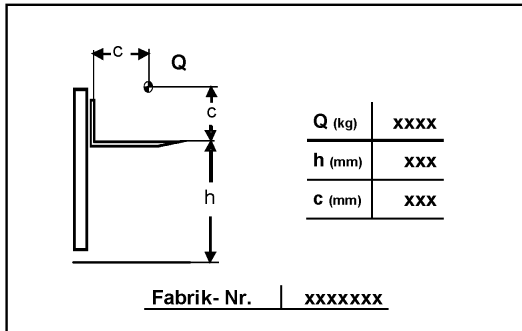 c
Q
c
h
Q (kg) xxxx
h (mm) xxx
c (mm) xxx
Fabrik- Nr. xxxxxxx